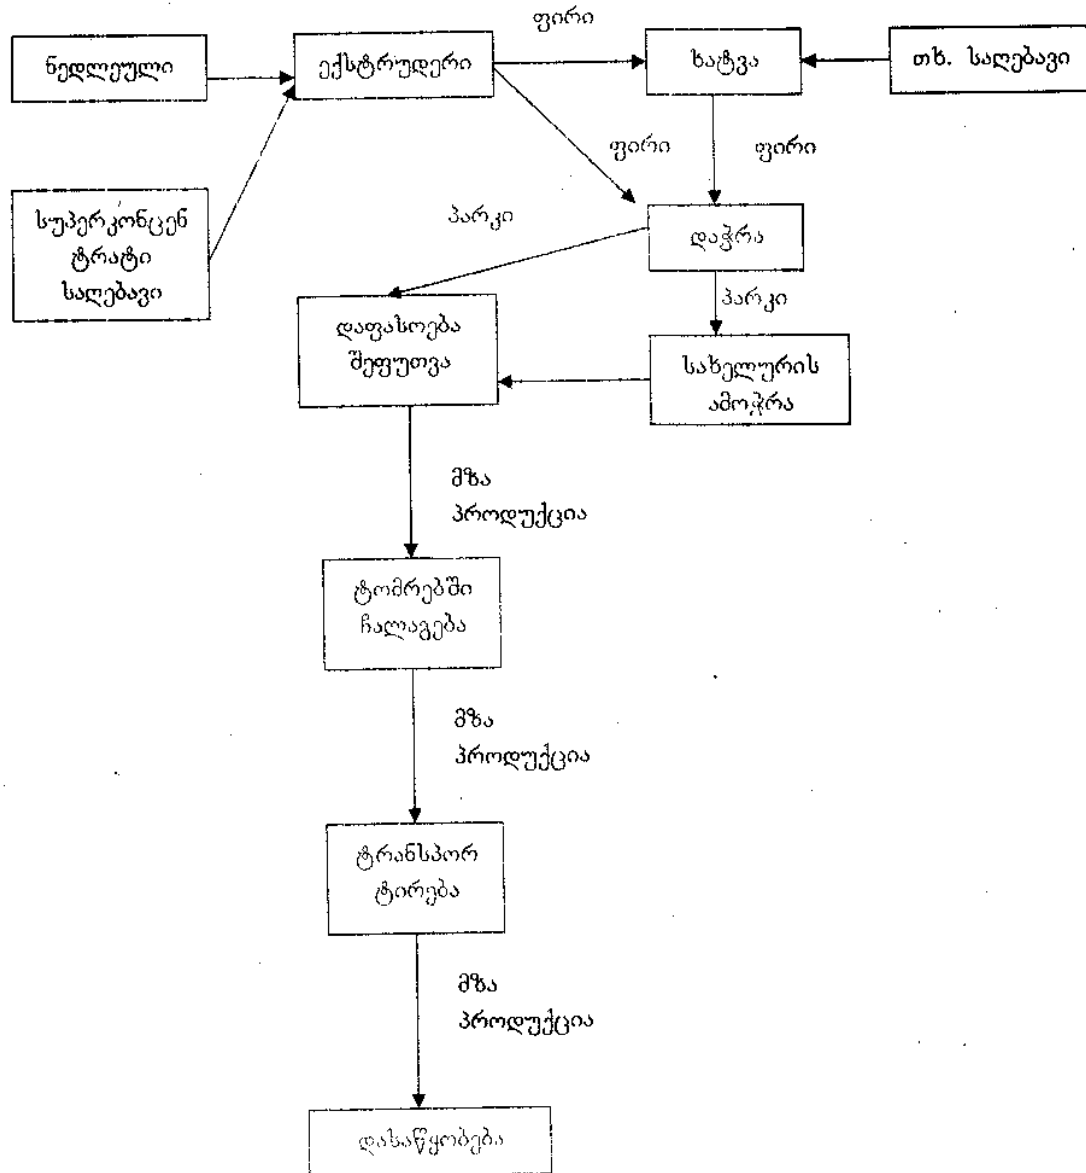 ფირი
ნედლეული
ექსტრუდერი
ხატვა
თხ. საღებავი
ფირი
ფირი
სუპერკონცენ
ტრატი
საღებავი
პარკი
დაჭრა
პარკი
დაფასოება
შეფუთვა
სახელურის
ამოჭრა
მზა
პროდუქცია
ტომრებში
ჩალაგება
მზა
პროდუქცია
ტრანსპორ
ტირება
მზა
პროდუქცია
დასაწყობება